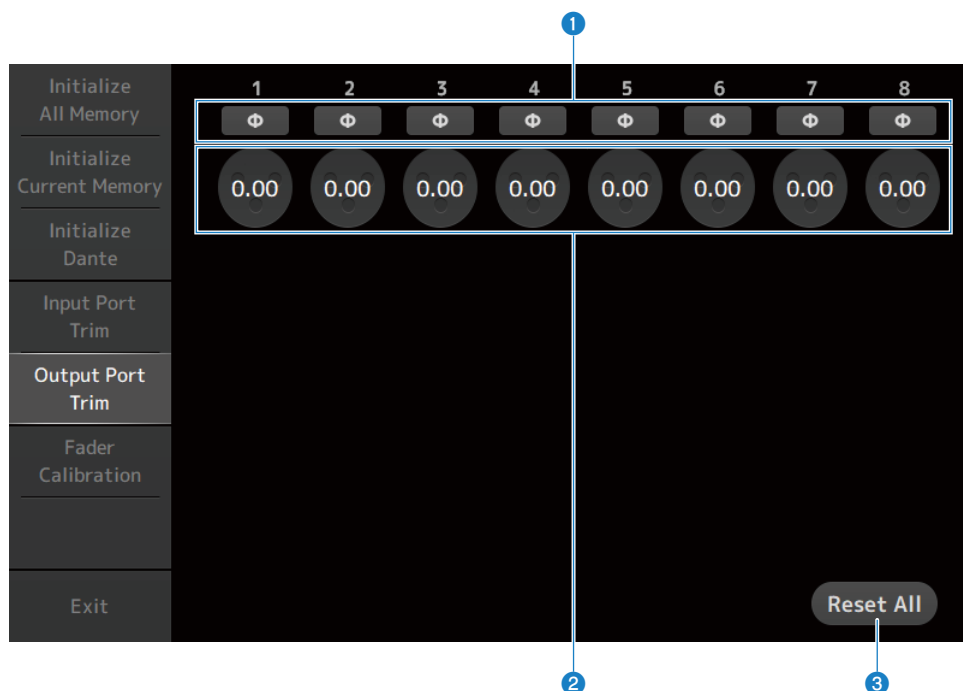 1
Initialize
All Memory
Initialize
Current Memory
Initialize
Dante
Input Port
Trim
Output Port
Trim
Fader
Calibration
Exit
1 2 3 4 5 6 7 8
Φ Φ Φ Φ Φ Φ Φ Φ
0.00 0.00 0.00 0.00 0.00 0.00 0.00 0.00
Reset All
2 3